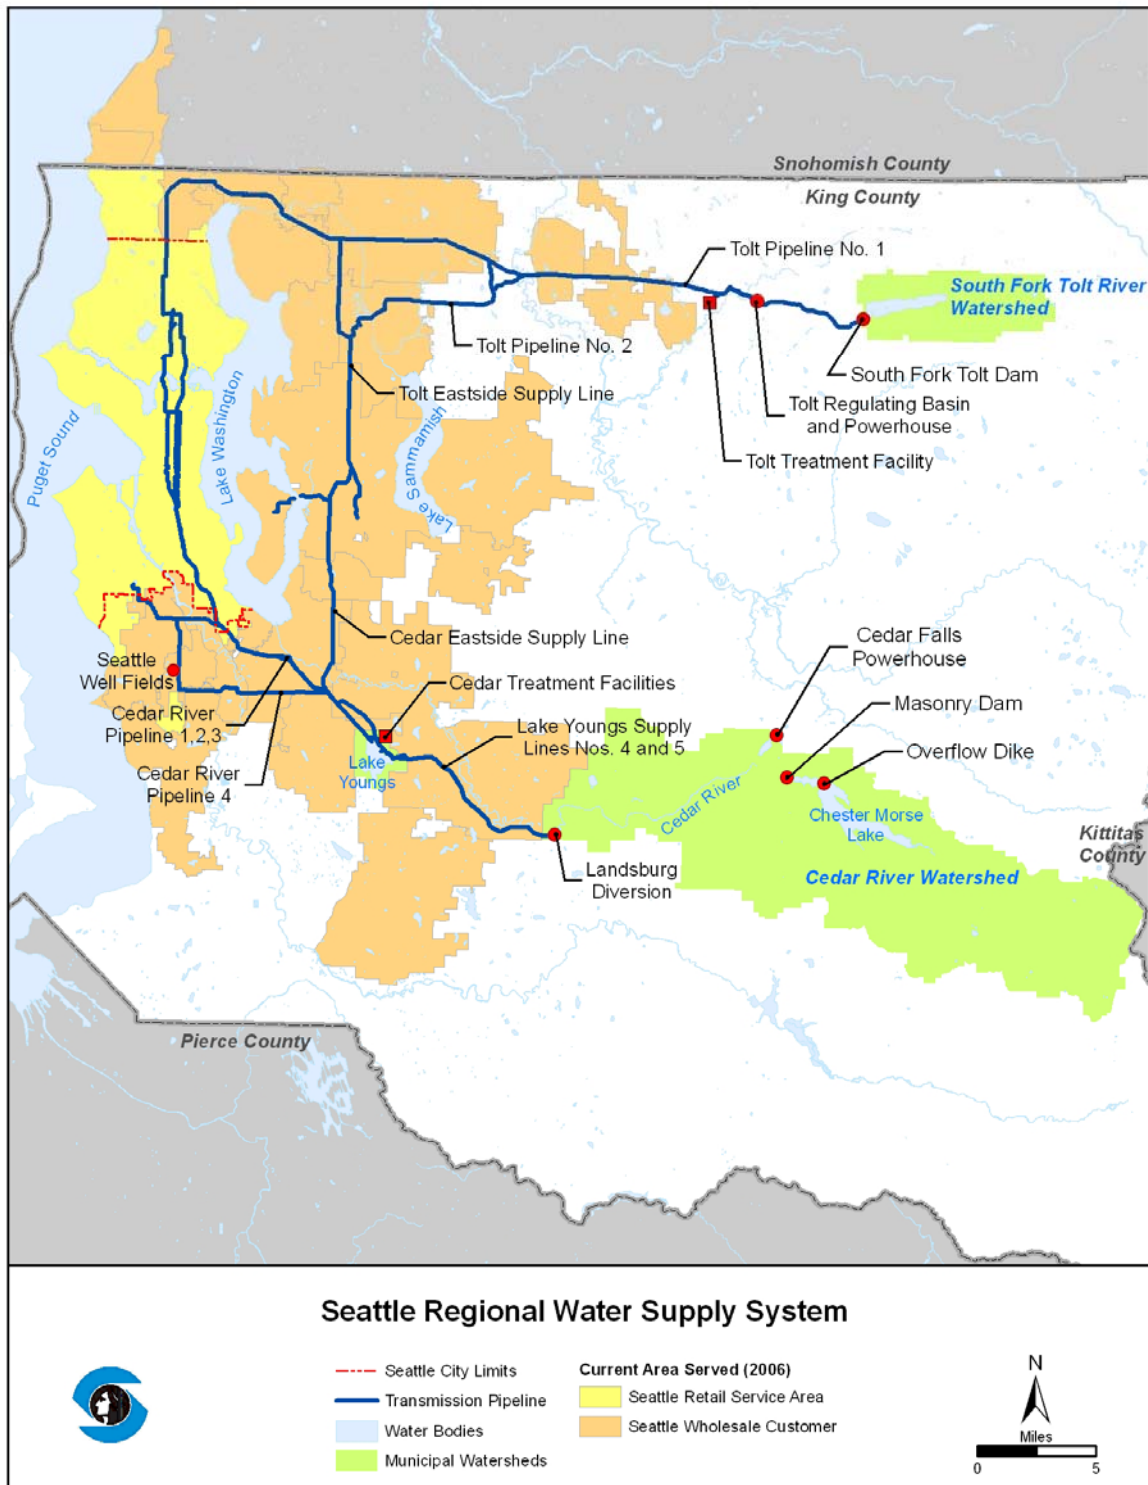 Snohomish County
King County
Tolt Pipeline No. 1
South Fork Tolt River
Watershed
Tolt Pipeline No. 2
South Fork Tolt Dam
Tolt Eastside Supply Line
Tolt Regulating Basin
and Powerhouse
Tolt Treatment Facility
Puget Sound
Lake Washington
Lake Sammamish
Cedar Eastside Supply Line
Cedar Falls
Powerhouse
Seattle
Well Fields
Cedar Treatment Facilities
Masonry Dam
Cedar River
Pipeline 1,2,3
Lake Youngs Supply
Lines Nos. 4 and 5
Overflow Dike
Cedar River
Pipeline 4
Lake
Youngs
Cedar River
Chester Morse
Lake
Kittitas
County
Landsburg
Diversion
Cedar River Watershed
Pierce County
Seattle Regional Water Supply System
Seattle City Limits
Transmission Pipeline
Water Bodies
Municipal Watersheds
Current Area Served (2006)
Seattle Retail Service Area
Seattle Wholesale Customer
N
Miles
0 5